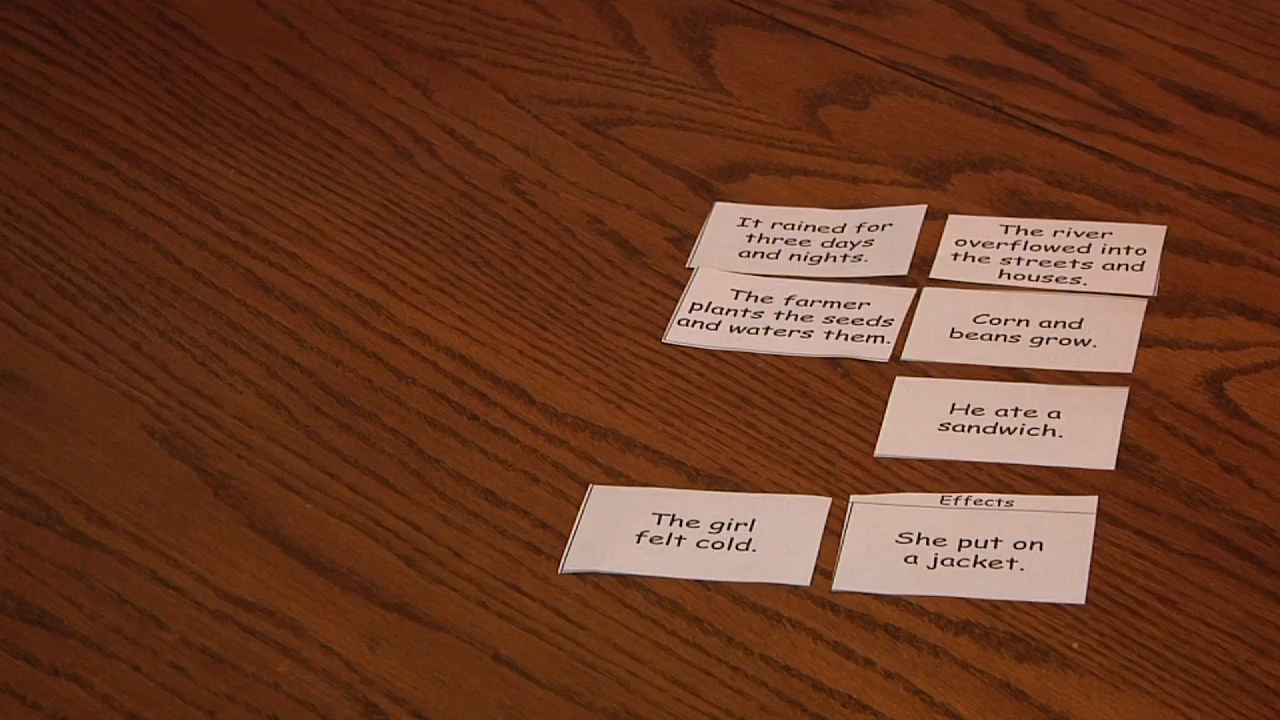 It rained for
three days
and nights.
The river
overflowed into
the streets and
houses.
The farmer
plants the seeds
and waters them.
Corn and
beans grow.
He ate a
sandwich.
The girl
felt cold.
Effects
She put on
a jacket.